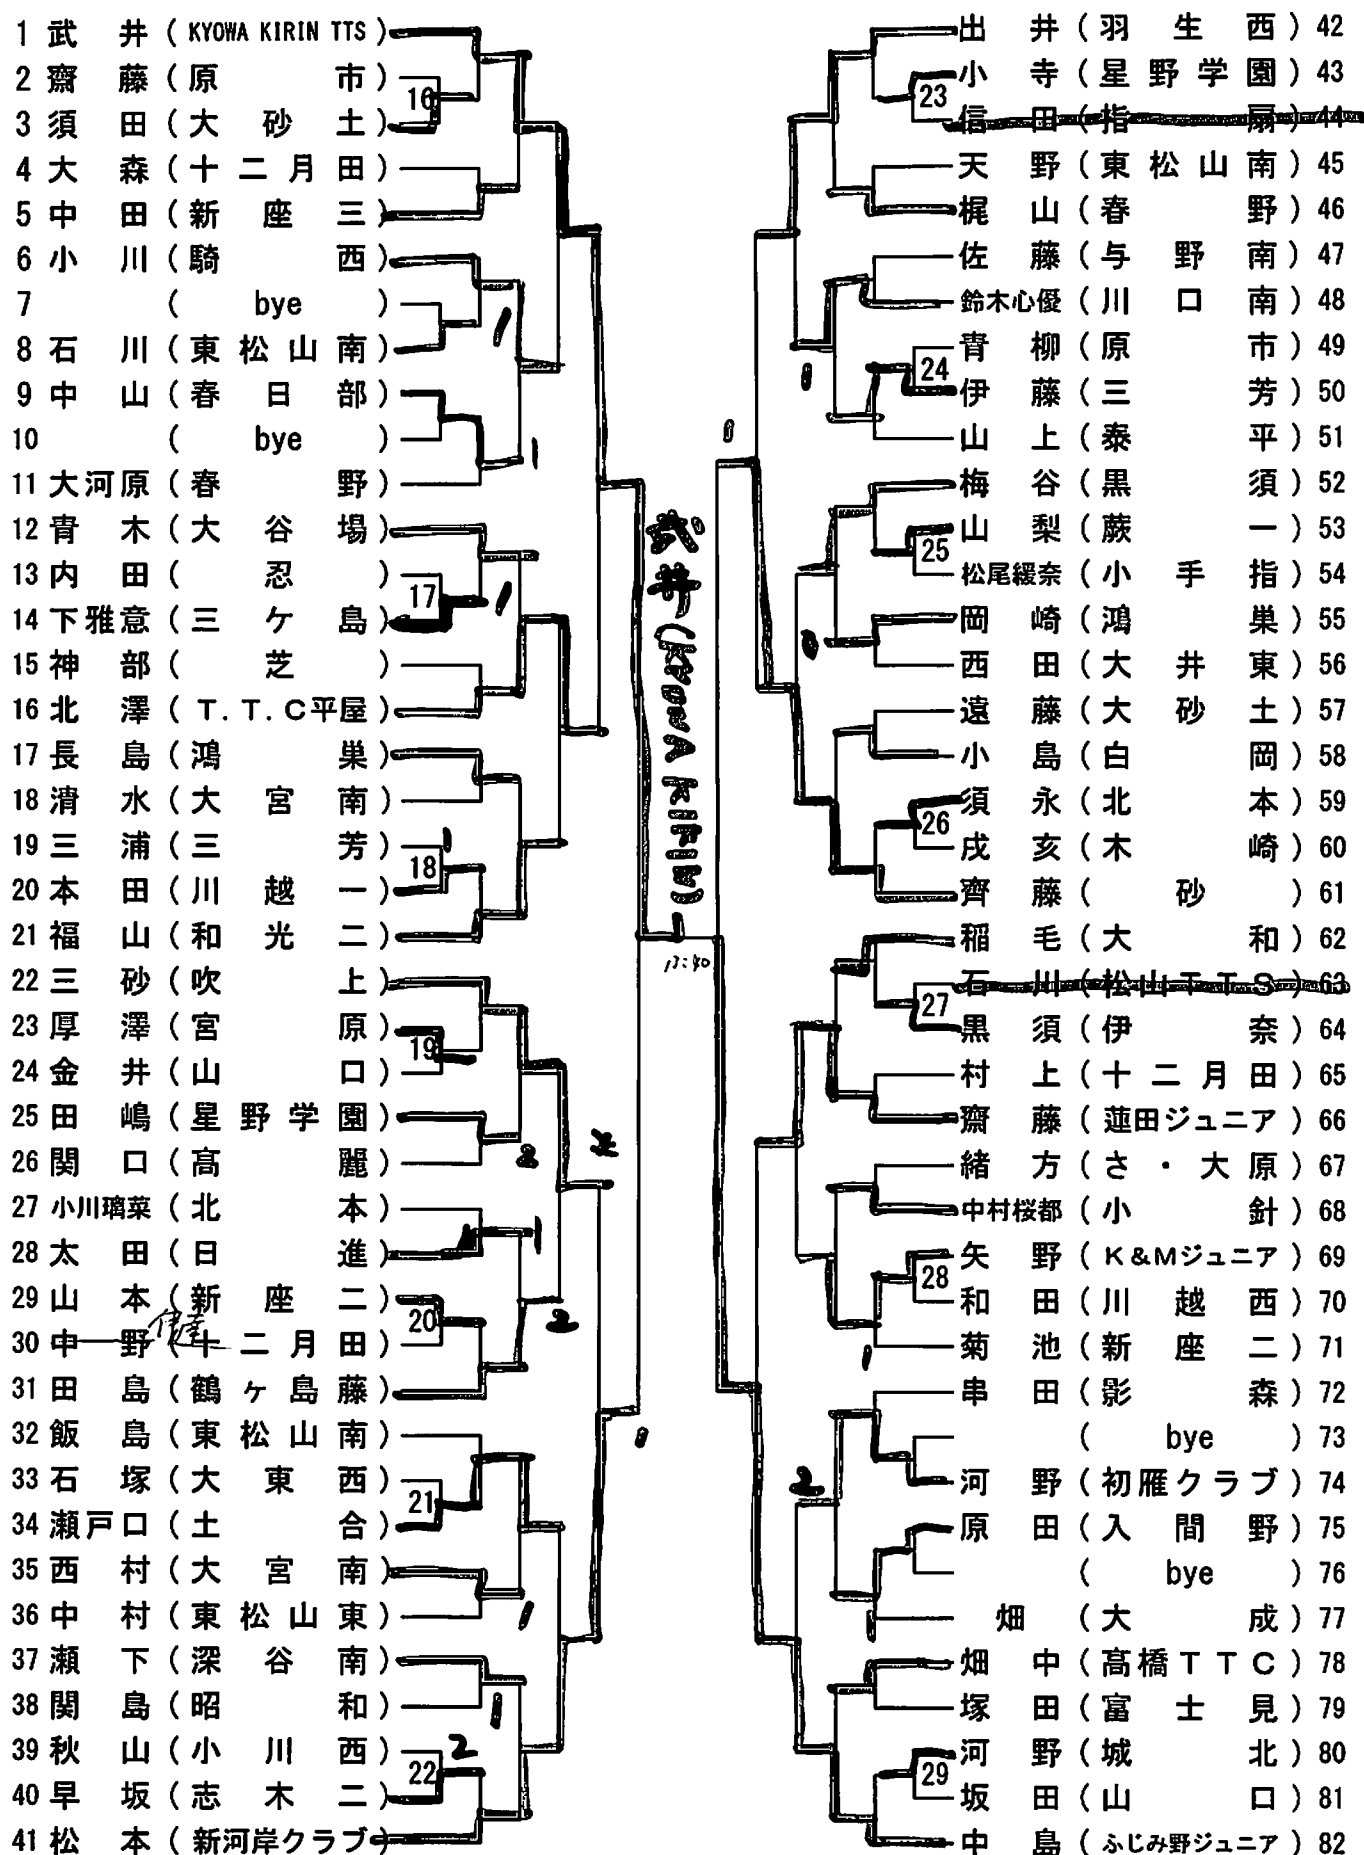 1 武 井 ( KYOWA KIRIN TTS )
2 齋 藤 ( 原 市 )
3 須 田 ( 大 砂 土 )
4 大 森 ( 十 二 月 田 )
5 中 田 ( 新 座 三 )
6 小 川 ( 騎 西 )
7 ( bye )
8 石 川 ( 東 松 山 南 )
9 中 山 ( 春 日 部 )
10 ( bye )
11 大河原 ( 春 野 )
12 青 木 ( 大 谷 場 )
13 内 田 ( 忍 )
14 下雅意 ( 三 ケ 島 )
15 神 部 ( 芝 )
16 北 澤 ( T.T.C平屋 )
17 長 島 ( 鴻 巣 )
18 清 水 ( 大 宮 南 )
19 三 浦 ( 三 芳 )
20 本 田 ( 川 越 一 )
21 福 山 ( 和 光 二 )
22 三 砂 ( 吹 上 )
23 厚 澤 ( 宮 原 )
24 金 井 ( 山 口 )
25 田 嶋 ( 星 野 学 園 )
26 関 口 ( 高 麗 )
27 小川璃菜 ( 北 本 )
28 太 田 ( 日 進 )
29 山 本 ( 新 座 二 )
30 中 野 ( 十 二 月 田 )
31 田 島 ( 鶴 ヶ 島 藤 )
32 飯 島 ( 東 松 山 南 )
33 石 塚 ( 大 東 西 )
34 瀬戸口 ( 土 合 )
35 西 村 ( 大 宮 南 )
36 中 村 ( 東 松 山 東 )
37 瀬 下 ( 深 谷 南 )
38 関 島 ( 昭 和 )
39 秋 山 ( 小 川 西 )
40 早 坂 ( 志 木 二 )
41 松 本 ( 新河岸クラブ )
16
17
1
18
19
2
1
20
2
21
1
2
22
武井(KYOWA KIRIN)
13:40
出 井 ( 羽 生 西 ) 42
小 寺 ( 星 野 学 園 ) 43
信 田 ( 指 扇 ) 44
天 野 ( 東 松 山 南 ) 45
梶 山 ( 春 野 ) 46
佐 藤 ( 与 野 南 ) 47
鈴木心優 ( 川 口 南 ) 48
青 柳 ( 原 市 ) 49
伊 藤 ( 三 芳 ) 50
山 上 ( 泰 平 ) 51
梅 谷 ( 黒 須 ) 52
山 梨 ( 蕨 一 ) 53
松尾緩奈 ( 小 手 指 ) 54
岡 崎 ( 鴻 巣 ) 55
西 田 ( 大 井 東 ) 56
遠 藤 ( 大 砂 土 ) 57
小 島 ( 白 岡 ) 58
須 永 ( 北 本 ) 59
戌 亥 ( 木 崎 ) 60
齊 藤 ( 砂 ) 61
稲 毛 ( 大 和 ) 62
石 川 ( 松山TTS ) 63
黒 須 ( 伊 奈 ) 64
村 上 ( 十 二 月 田 ) 65
齋 藤 ( 蓮田ジュニア ) 66
緒 方 ( さ ・ 大 原 ) 67
中村桜都 ( 小 針 ) 68
矢 野 ( K&Mジュニア ) 69
和 田 ( 川 越 西 ) 70
菊 池 ( 新 座 二 ) 71
串 田 ( 影 森 ) 72
( bye ) 73
河 野 ( 初雁クラブ ) 74
原 田 ( 入 間 野 ) 75
( bye ) 76
畑 ( 大 成 ) 77
畑 中 ( 高橋TTC ) 78
塚 田 ( 富 士 見 ) 79
河 野 ( 城 北 ) 80
坂 田 ( 山 口 ) 81
中 島 ( ふじみ野ジュニア ) 82
23
24
25
26
27
28
2
29